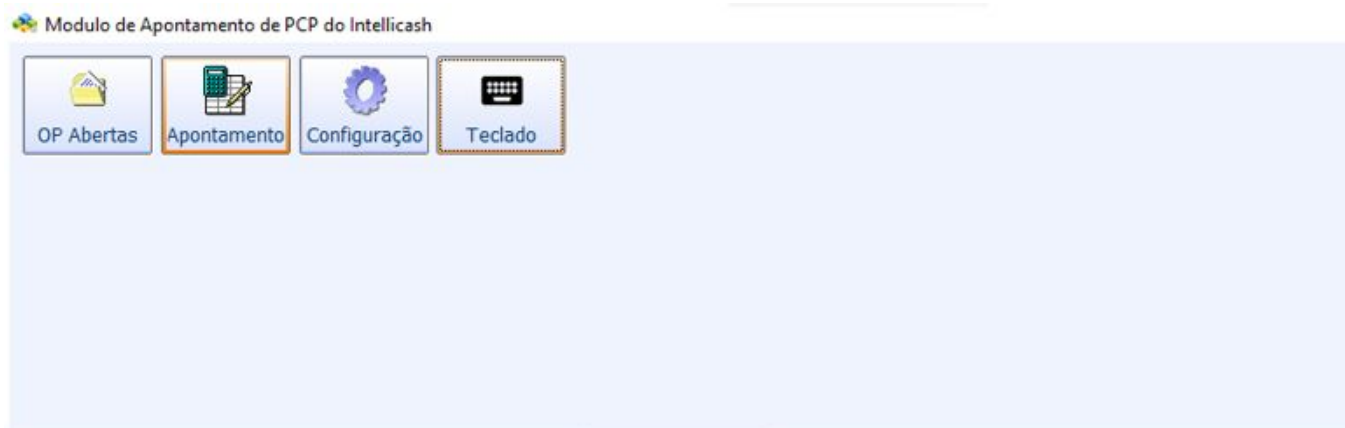 Modulo de Apontamento de PCP do Intellicash
OP Abertas Apontamento Configuração Teclado